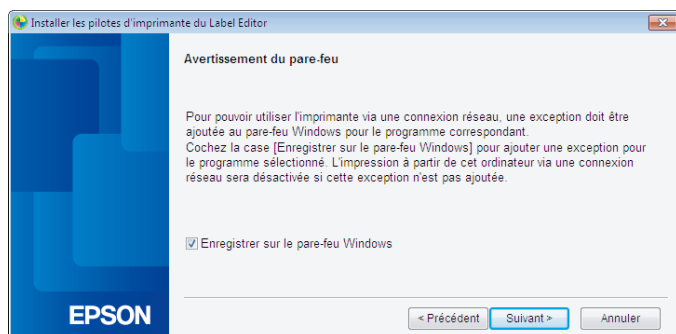 Installer les pilotes d'imprimante du Label Editor
Avertissement du pare-feu
Pour pouvoir utiliser l'imprimante via une connexion réseau, une exception doit être
ajoutée au pare-feu Windows pour le programme correspondant.
Cochez la case [Enregistrer sur le pare-feu Windows] pour ajouter une exception pour
le programme sélectionné. L'impression à partir de cet ordinateur via une connexion
réseau sera désactivée si cette exception n'est pas ajoutée.
Enregistrer sur le pare-feu Windows
EPSON
< Précédent Suivant > Annuler